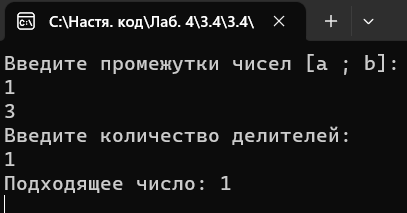 C:\Настя. код\Лаб. 4\3.4\3.4\
Введите промежутки чисел [a ; b]:
1
3
Введите количество делителей:
1
Подходящее число: 1